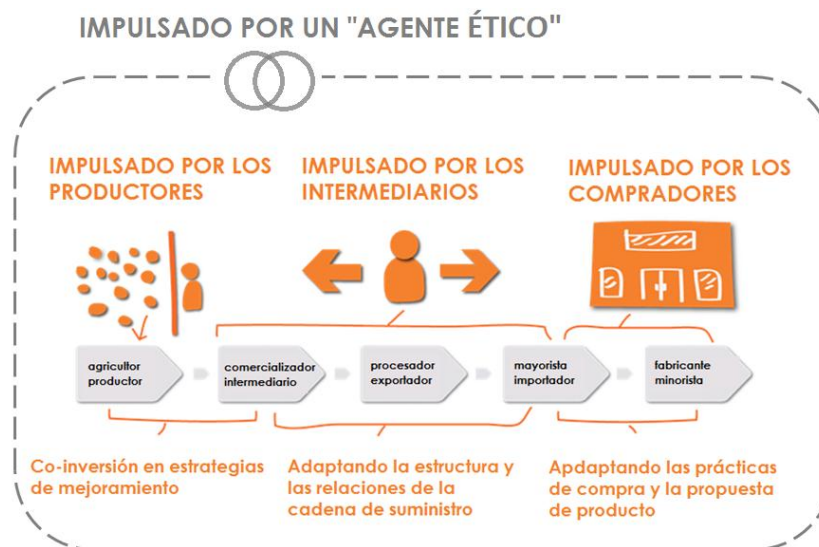 IMPULSADO POR UN "AGENTE ÉTICO"
IMPULSADO POR LOS
PRODUCTORES
IMPULSADO POR LOS
INTERMEDIARIOS
IMPULSADO POR LOS
COMPRADORES
agricultor
productor
comercializador
intermediario
procesador
exportador
mayorista
importador
fabricante
minorista
Co-inversión en estrategias
de mejoramiento
Adaptando la estructura y
las relaciones de la
cadena de suministro
Apdaptando las prácticas
de compra y la propuesta
de producto